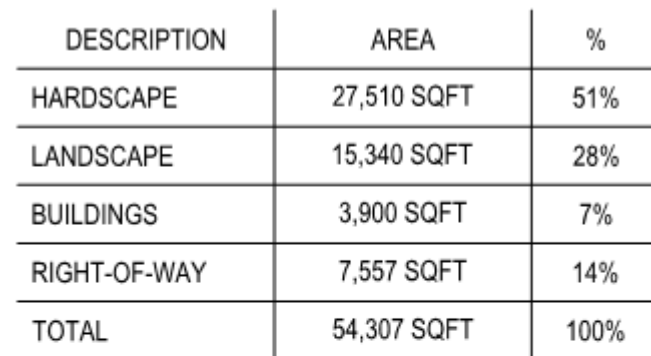 DESCRIPTION AREA %
HARDSCAPE 27,510 SQFT 51%
LANDSCAPE 15,340 SQFT 28%
BUILDINGS 3,900 SQFT 7%
RIGHT-OF-WAY 7,557 SQFT 14%
TOTAL 54,307 SQFT 100%